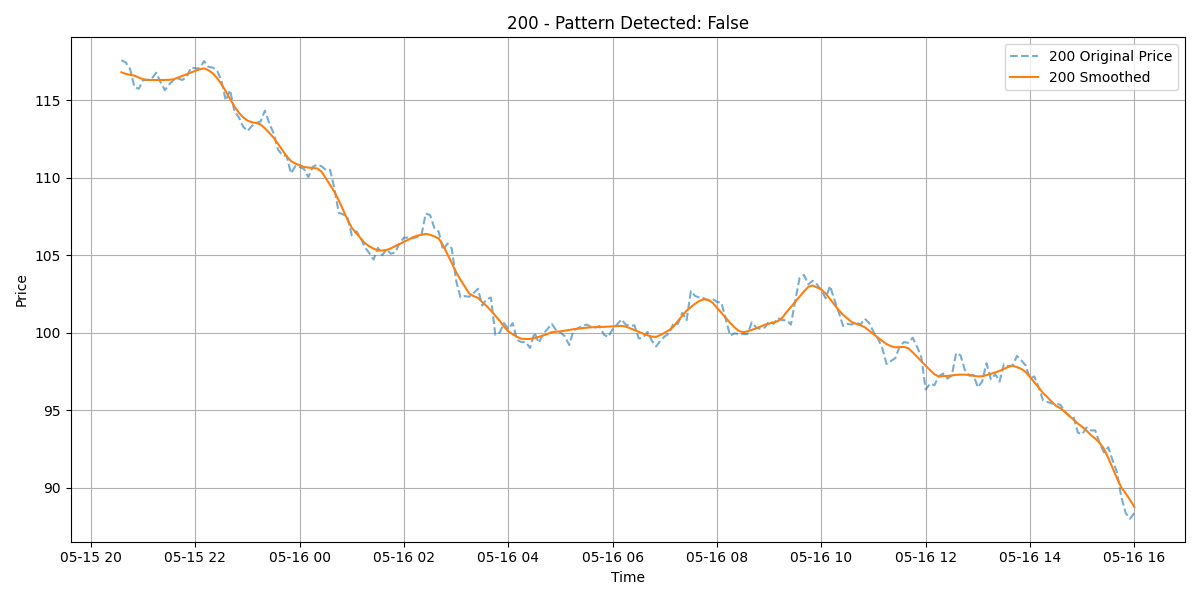 200 - Pattern Detected: False
200 Original Price
200 Smoothed
Price
115
110
105
100
95
90
05-15 20 05-15 22 05-16 00 05-16 02 05-16 04 05-16 06 05-16 08 05-16 10 05-16 12 05-16 14 05-16 16
Time